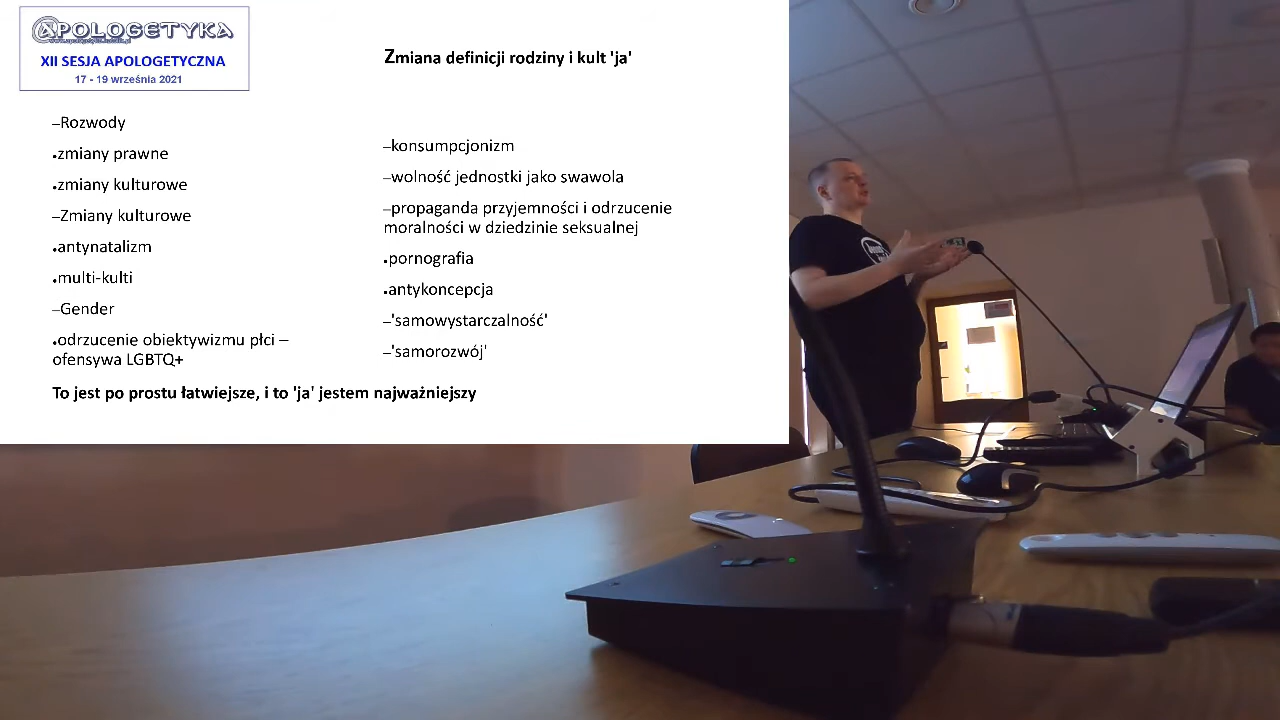 @POLOGETYKA
XII SESJA APOLOGETYCZNA
17 - 19 września 2021
Zmiana definicji rodziny i kult 'ja'
–Rozwody
•zmiany prawne
•zmiany kulturowe
–Zmiany kulturowe
•antynatalizm
•multi-kulti
–Gender
•odrzucenie obiektywizmu płci –
ofensywa LGBTQ+
–konsumpcjonizm
–wolność jednostki jako swawola
–propaganda przyjemności i odrzucenie
moralności w dziedzinie seksualnej
•pornografia
•antykoncepcja
–'samowystarczalność'
–'samorozwój'
To jest po prostu łatwiejsze, i to 'ja' jestem najważniejszy